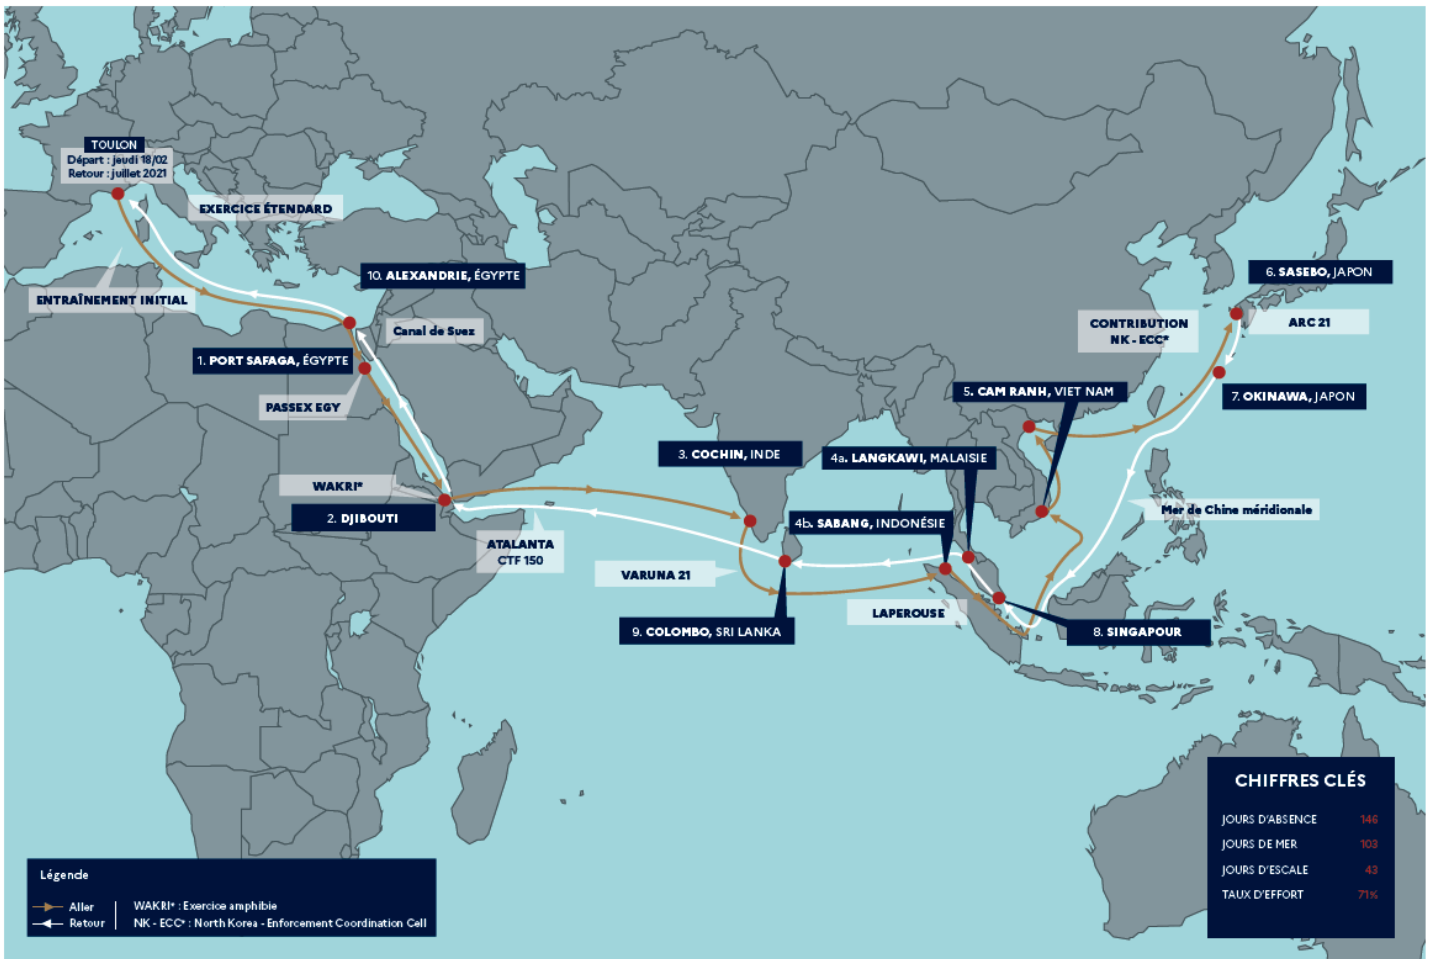 TOULON
Départ : jeudi 18/02
Retour : juillet 2021
EXERCICE ÉTENDARD
ENTRAÎNEMENT INITIAL
10. ALEXANDRIE, ÉGYPTE
Canal de Suez
1. PORT SAFAGA, ÉGYPTE
PASSEX EGY
WAKRI*
2. DJIBOUTI
ATALANTA
CTF 150
3. COCHIN, INDE
VARUNA 21
9. COLOMBO, SRI LANKA
4a. LANGKAWI, MALAISIE
4b. SABANG, INDONÉSIE
LAPEROUSE
5. CAM RANH, VIET NAM
CONTRIBUTION
NK - ECC*
6. SASEBO, JAPON
ARC 21
7. OKINAWA, JAPON
Mer de Chine méridionale
8. SINGAPOUR
CHIFFRES CLÉS
JOURS D'ABSENCE 146
JOURS DE MER 103
JOURS D'ESCALE 43
TAUX D'EFFORT 71%
Légende
Aller
Retour
WAKRI* : Exercice amphibie
NK - ECC* : North Korea - Enforcement Coordination Cell